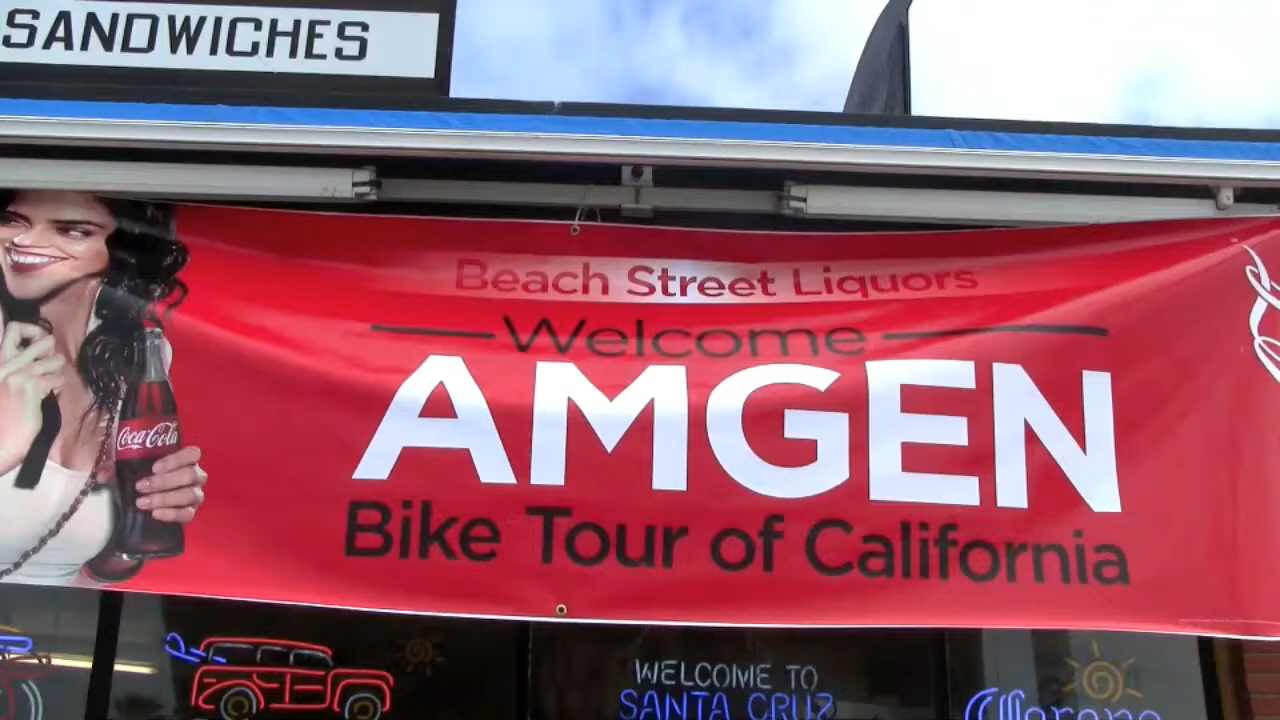 SANDWICHES
Beach Street Liquors
Welcome
AMGEN
Bike Tour of California
Coca-Cola
WELCOME TO
SANTA CRUZ
Corona